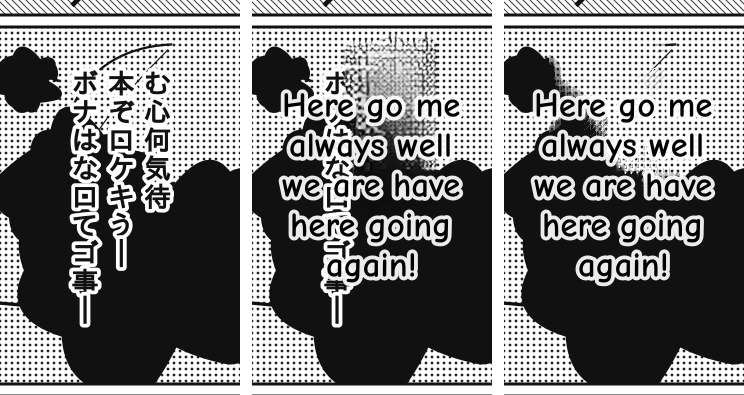 む心何気待
本ぞロケキうー
ボナはな口てゴ事ー
Here go me
always well
we are have
here going
again!
Here go me
always well
we are have
here going
again!